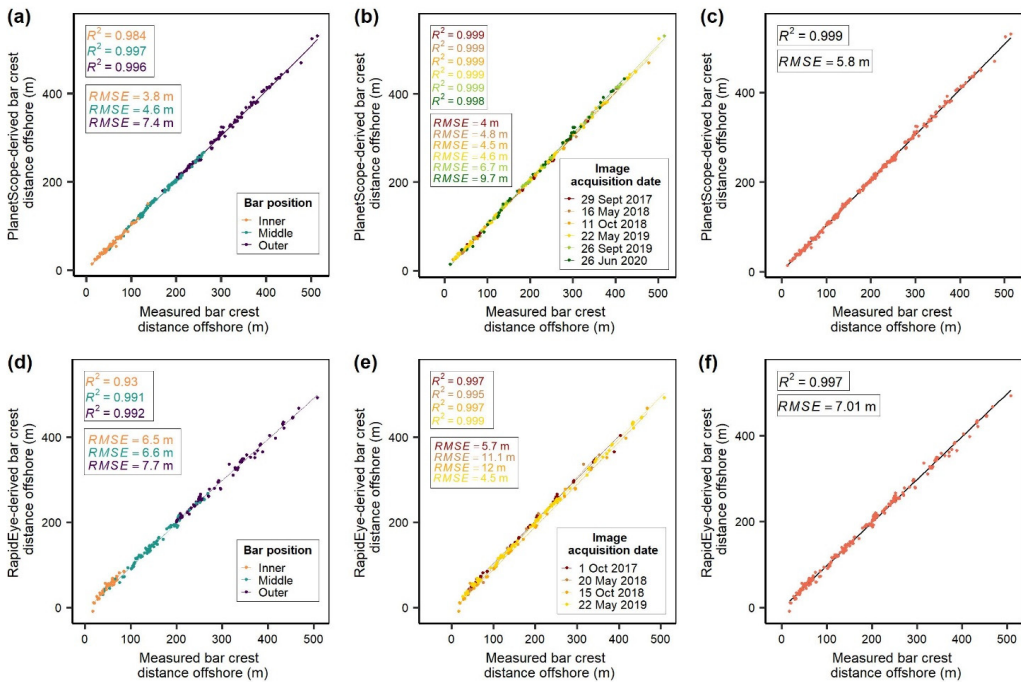 (a)
PlanetScope-derived bar crest
distance offshore (m)
R² = 0.984
R² = 0.997
R² = 0.996
RMSE = 3.8 m
RMSE = 4.6 m
RMSE = 7.4 m
Bar position
Inner
Middle
Outer
400
200
0
0 100 200 300 400 500
Measured bar crest
distance offshore (m)
(b)
PlanetScope-derived bar crest
distance offshore (m)
R² = 0.999
R² = 0.999
R² = 0.999
R² = 0.999
R² = 0.999
R² = 0.998
RMSE = 4 m
RMSE = 4.8 m
RMSE = 4.5 m
RMSE = 4.6 m
RMSE = 6.7 m
RMSE = 9.7 m
Image
acquisition date
29 Sept 2017
16 May 2018
11 Oct 2018
22 May 2019
26 Sept 2019
26 Jun 2020
400
200
0
0 100 200 300 400 500
Measured bar crest
distance offshore (m)
(c)
PlanetScope-derived bar crest
distance offshore (m)
R² = 0.999
RMSE = 5.8 m
400
200
0
0 100 200 300 400 500
Measured bar crest
distance offshore (m)
(d)
RapidEye-derived bar crest
distance offshore (m)
R² = 0.93
R² = 0.991
R² = 0.992
RMSE = 6.5 m
RMSE = 6.6 m
RMSE = 7.7 m
Bar position
Inner
Middle
Outer
400
200
0
0 100 200 300 400 500
Measured bar crest
distance offshore (m)
(e)
RapidEye-derived bar crest
distance offshore (m)
R² = 0.997
R² = 0.995
R² = 0.997
R² = 0.999
RMSE = 5.7 m
RMSE = 11.1 m
RMSE = 12 m
RMSE = 4.5 m
Image
acquisition date
1 Oct 2017
20 May 2018
15 Oct 2018
22 May 2019
400
200
0
0 100 200 300 400 500
Measured bar crest
distance offshore (m)
(f)
RapidEye-derived bar crest
distance offshore (m)
R² = 0.997
RMSE = 7.01 m
400
200
0
0 100 200 300 400 500
Measured bar crest
distance offshore (m)